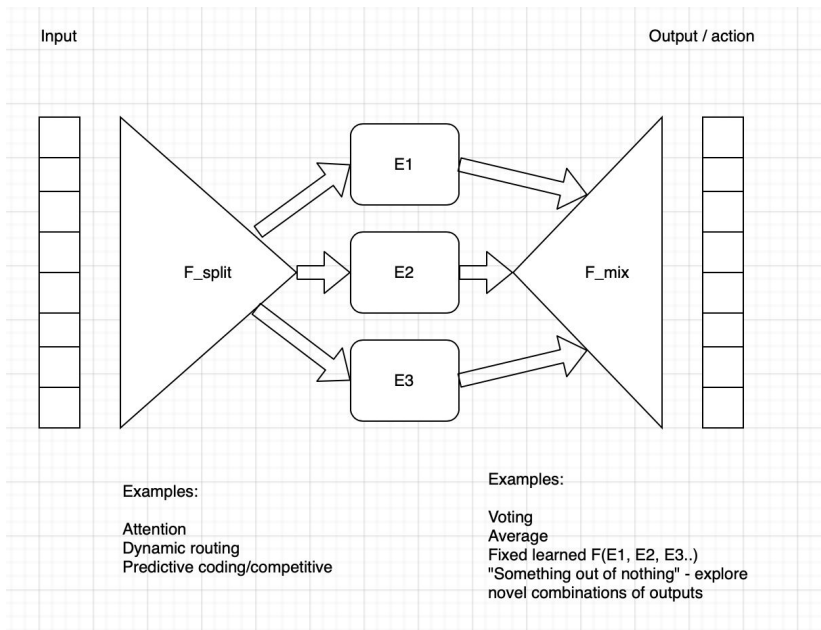 Input
Output / action
E1
F_split
E2
F_mix
E3
Examples:
Attention
Dynamic routing
Predictive coding/competitive
Examples:
Voting
Average
Fixed learned F(E1, E2, E3..)
"Something out of nothing" - explore
novel combinations of outputs